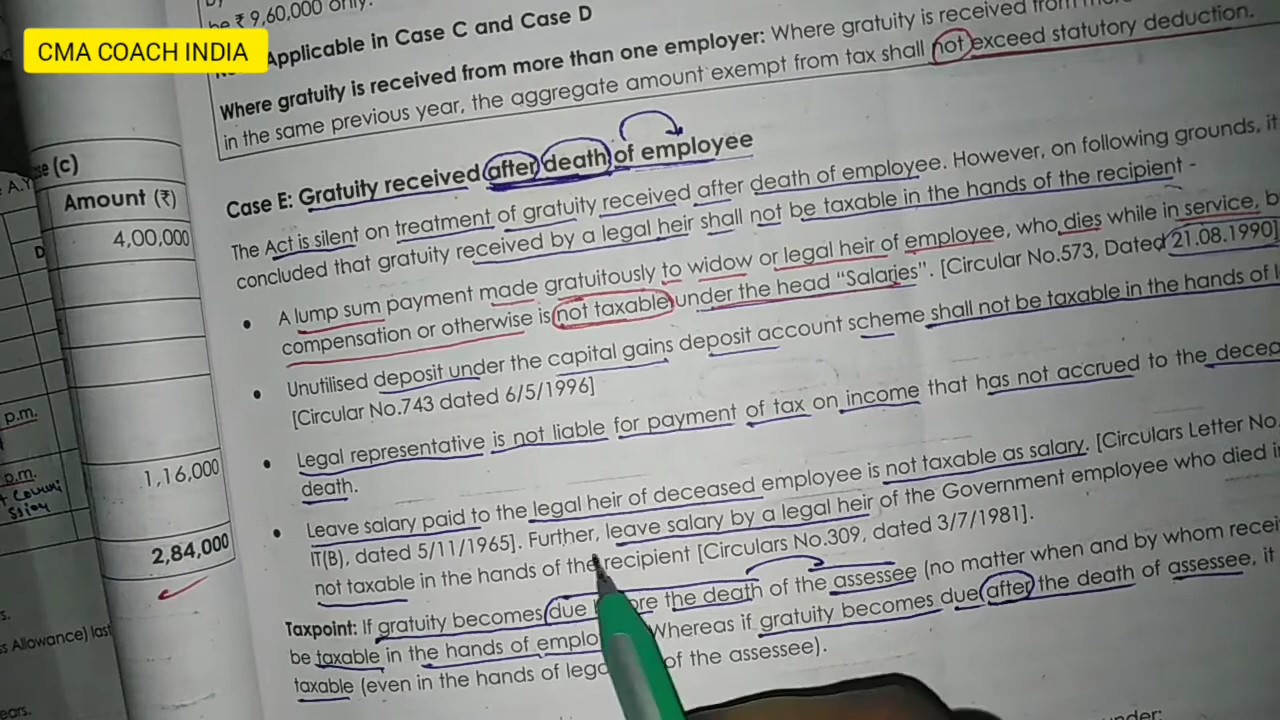 be ₹ 9,60,000 only.
CMA COACH INDIA
Applicable in Case C and Case D
Where gratuity is received from more than one employer: Where gratuity is received from
in the same previous year, the aggregate amount exempt from tax shall not exceed statutory deduction.
Case E: Gratuity received after death of employee
The Act is silent on treatment of gratuity received after death of employee. However, on following grounds, it
concluded that gratuity received by a legal heir shall not be taxable in the hands of the recipient -
• A lump sum payment made gratuitously to widow or legal heir of employee, who dies while in service, b
compensation or otherwise is not taxable under the head “Salaries”. [Circular No.573, Dated 21.08.1990]
• Unutilised deposit under the capital gains deposit account scheme shall not be taxable in the hands of
[Circular No.743 dated 6/5/1996]
• Legal representative is not liable for payment of tax on income that has not accrued to the decea
death.
• Leave salary paid to the legal heir of deceased employee is not taxable as salary. [Circulars Letter No.
IT(B), dated 5/11/1965]. Further, leave salary by a legal heir of the Government employee who died i
not taxable in the hands of the recipient [Circulars No.309, dated 3/7/1981].
Taxpoint: If gratuity becomes due the death of the assessee (no matter when and by whom recei
be taxable in the hands of emplo Whereas if gratuity becomes due after the death of assessee, it
taxable (even in the hands of lega of the assessee).
(c)
Amount (₹)
4,00,000
1,16,000
2,84,000
p.m.
p.m.
s Allowance) last
ears.
under: